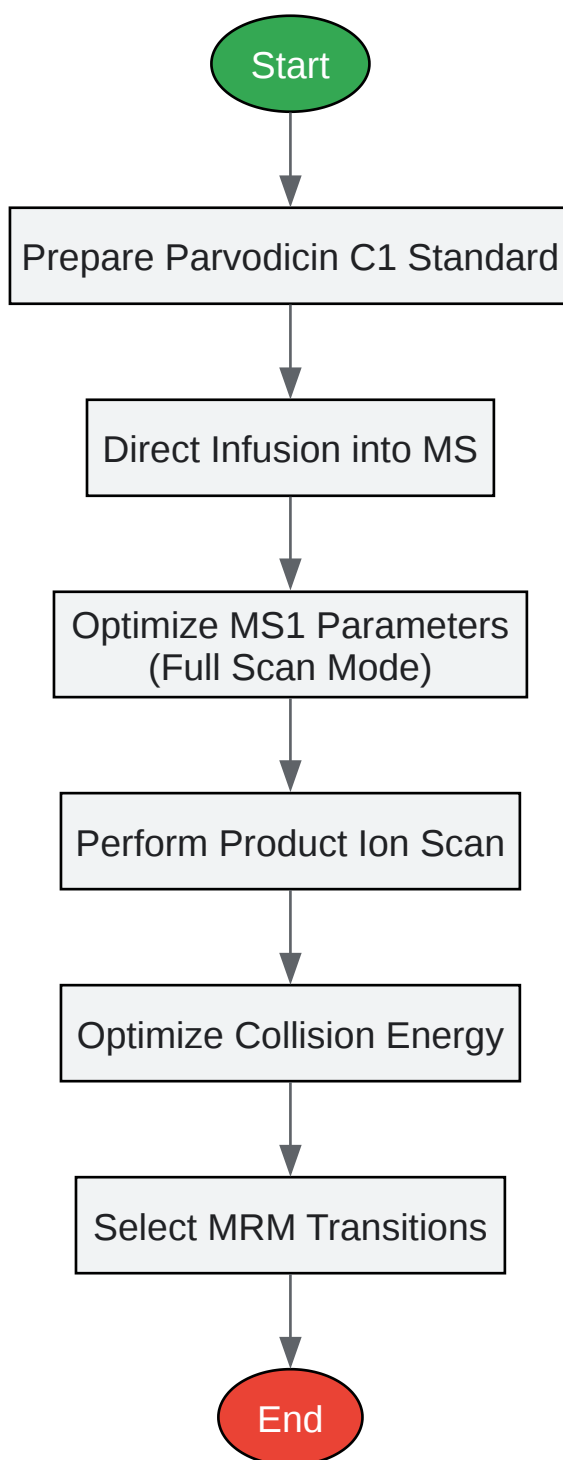 Start
Prepare Parvodicin C1 Standard
Direct Infusion into MS
Optimize MS1 Parameters
(Full Scan Mode)
Perform Product Ion Scan
Optimize Collision Energy
Select MRM Transitions
End